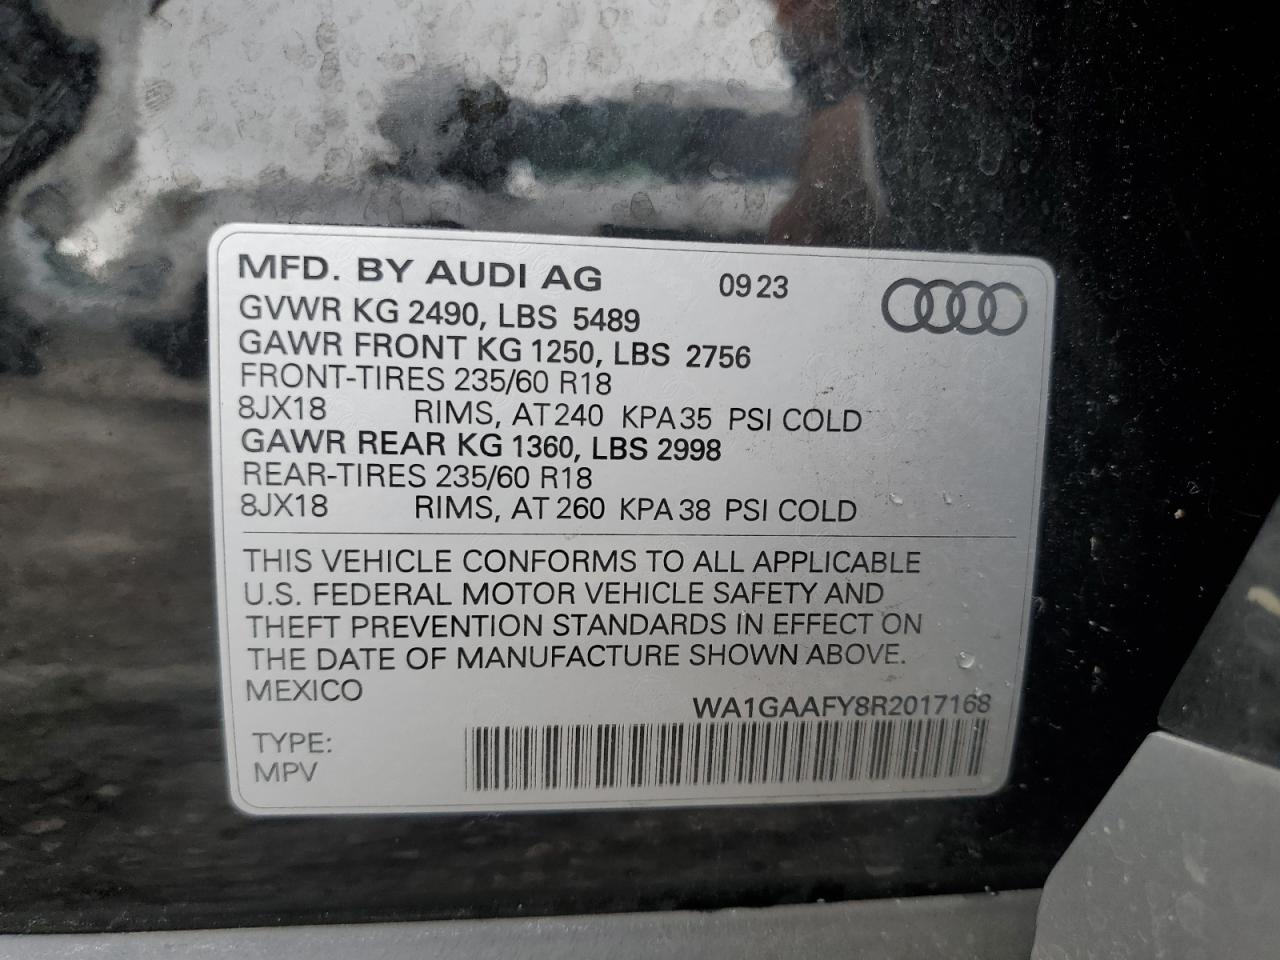 MFD. BY AUDI AG 09 23
GVWR KG 2490, LBS 5489
GAWR FRONT KG 1250, LBS 2756
FRONT-TIRES 235/60 R18
8JX18 RIMS, AT 240 KPA 35 PSI COLD
GAWR REAR KG 1360, LBS 2998
REAR-TIRES 235/60 R18
8JX18 RIMS, AT 260 KPA 38 PSI COLD
THIS VEHICLE CONFORMS TO ALL APPLICABLE
U.S. FEDERAL MOTOR VEHICLE SAFETY AND
THEFT PREVENTION STANDARDS IN EFFECT ON
THE DATE OF MANUFACTURE SHOWN ABOVE.
MEXICO
WA1GAAFY8R2017168
TYPE:
MPV